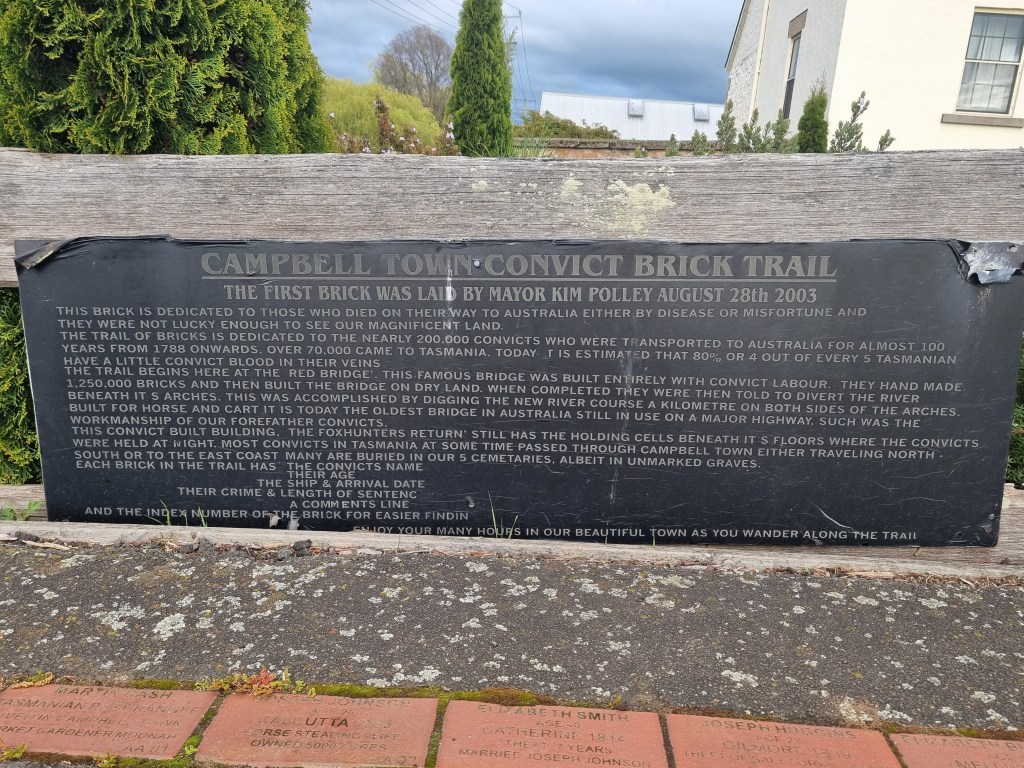 CAMPBELL TOWN CONVICT BRICK TRAIL
THE FIRST BRICK WAS LAID BY MAYOR KIM POLLEY AUGUST 28th 2003
THIS BRICK IS DEDICATED TO THOSE WHO DIED ON THEIR WAY TO AUSTRALIA EITHER BY DISEASE OR MISFORTUNE AND
THEY WERE NOT LUCKY ENOUGH TO SEE OUR MAGNIFICENT LAND.
THE TRAIL OF BRICKS IS DEDICATED TO THE NEARLY 200,000 CONVICTS WHO WERE TRANSPORTED TO AUSTRALIA FOR ALMOST 100
YEARS FROM 1788 ONWARDS. OVER 70,000 CAME TO TASMANIA. TODAY IT IS ESTIMATED THAT 80% OR 4 OUT OF EVERY 5 TASMANIAN
HAVE A LITTLE CONVICT BLOOD IN THEIR VEINS
THE TRAIL BEGINS HERE AT THE 'RED BRIDGE'. THIS FAMOUS BRIDGE WAS BUILT ENTIRELY WITH CONVICT LABOUR. THEY HAND MADE
1,250,000 BRICKS AND THEN BUILT THE BRIDGE ON DRY LAND. WHEN COMPLETED THEY WERE THEN TOLD TO DIVERT THE RIVER
BENEATH IT'S ARCHES. THIS WAS ACCOMPLISHED BY DIGGING THE NEW RIVER COURSE A KILOMETRE ON BOTH SIDES OF THE ARCHES.
BUILT FOR HORSE AND CART IT IS TODAY THE OLDEST BRIDGE IN AUSTRALIA STILL IN USE ON A MAJOR HIGHWAY, SUCH WAS THE
WORKMANSHIP OF OUR FOREFATHER CONVICTS.
THIS CONVICT BUILT BUILDING, 'THE FOXHUNTERS RETURN' STILL HAS THE HOLDING CELLS BENEATH IT'S FLOORS WHERE THE CONVICTS
WERE HELD AT NIGHT. MOST CONVICTS IN TASMANIA AT SOME TIME PASSED THROUGH CAMPBELL TOWN EITHER TRAVELING NORTH -
SOUTH OR TO THE EAST COAST MANY ARE BURIED IN OUR 5 CEMETARIES, ALBEIT IN UNMARKED GRAVES.
EACH BRICK IN THE TRAIL HAS THE CONVICTS NAME
THEIR AGE
THE SHIP & ARRIVAL DATE
THEIR CRIME & LENGTH OF SENTENC
A COMMENTS LINE
AND THE INDEX NUMBER OF THE BRICK FOR EASIER FINDIN
ENJOY YOUR MANY HOURS IN OUR BEAUTIFUL TOWN AS YOU WANDER ALONG THE TRAIL
MARKET GARDENER MOONAH
CALCUTTA
HORSE STEALING LIFE
OWNED 5000 ACRES
ELIZABETH SMITH
CATHERINE 1814
THEFT 7 YEARS
MARRIED JOSEPH JOHNSON
JOSEPH HUGGINS